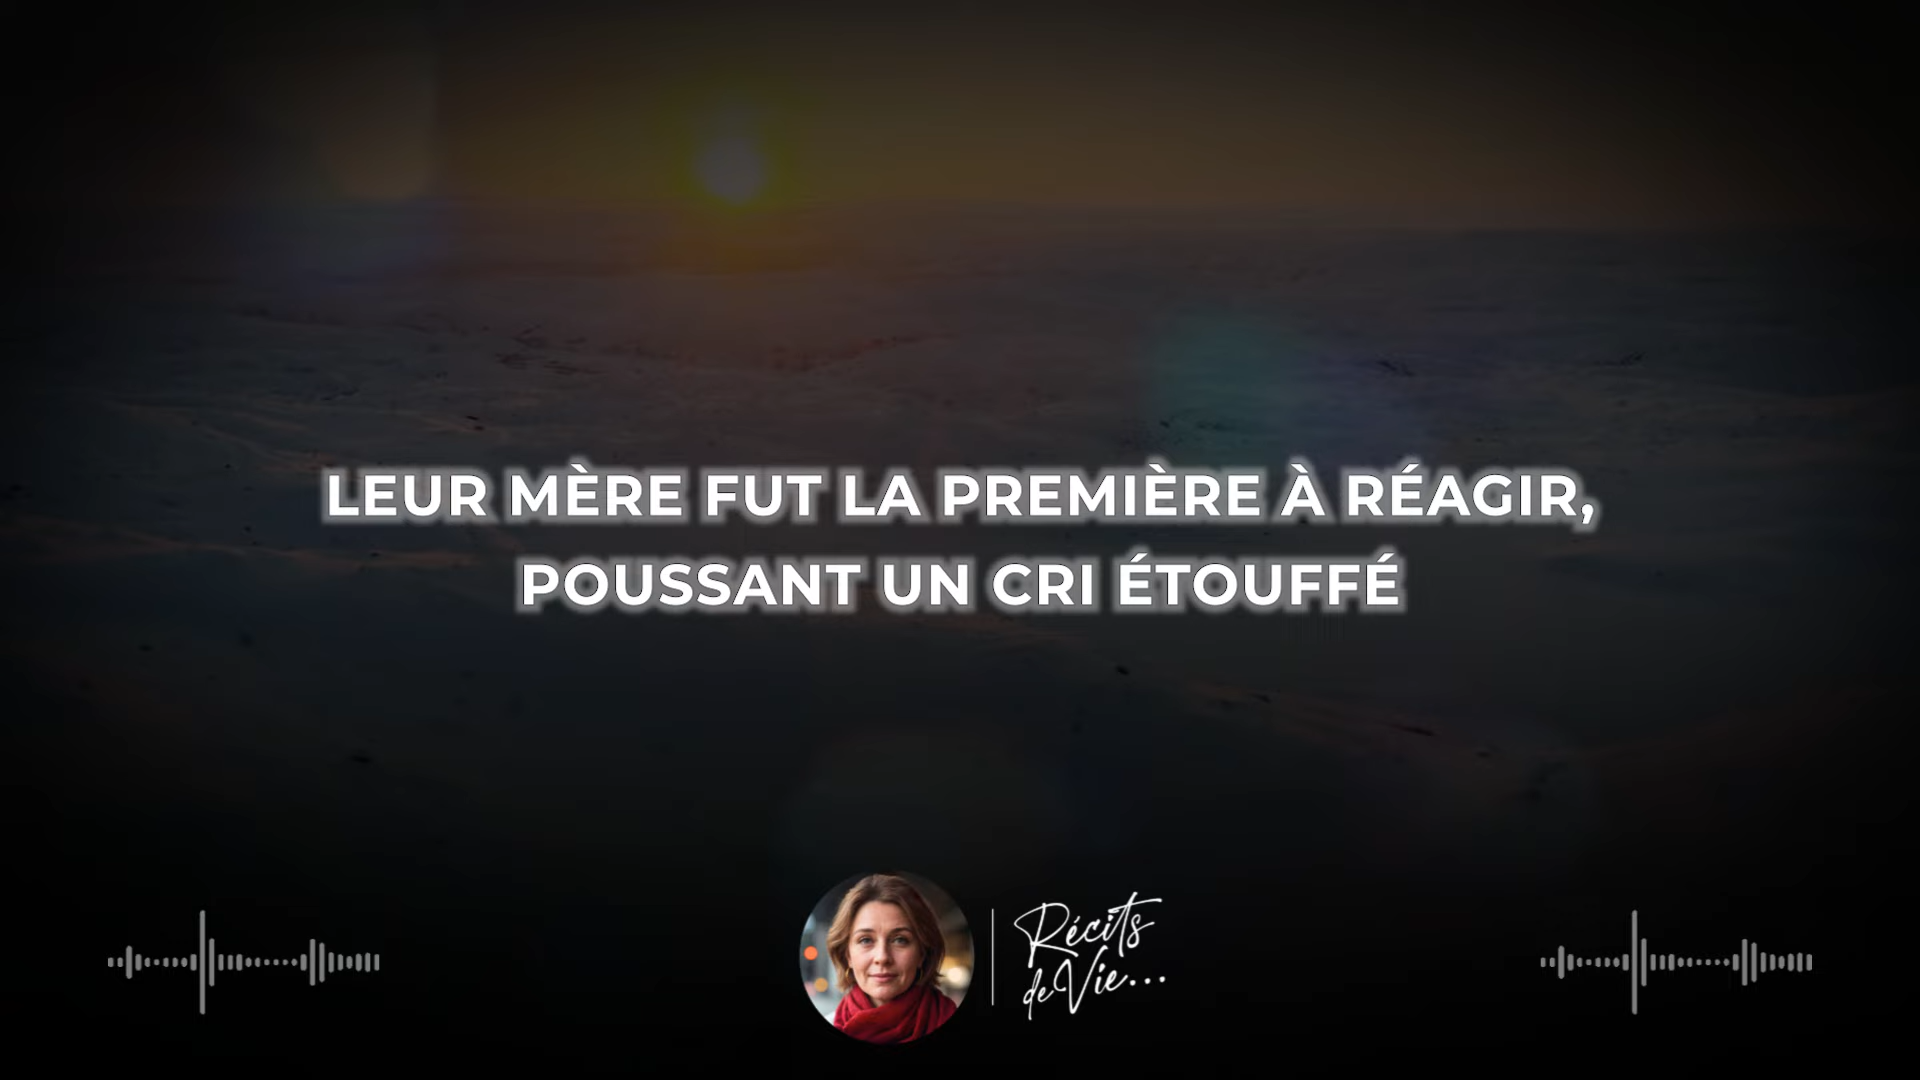 LEUR MÈRE FUT LA PREMIÈRE À RÉAGIR,
POUSSANT UN CRI ÉTOUFFÉ
Récits
de Vie...